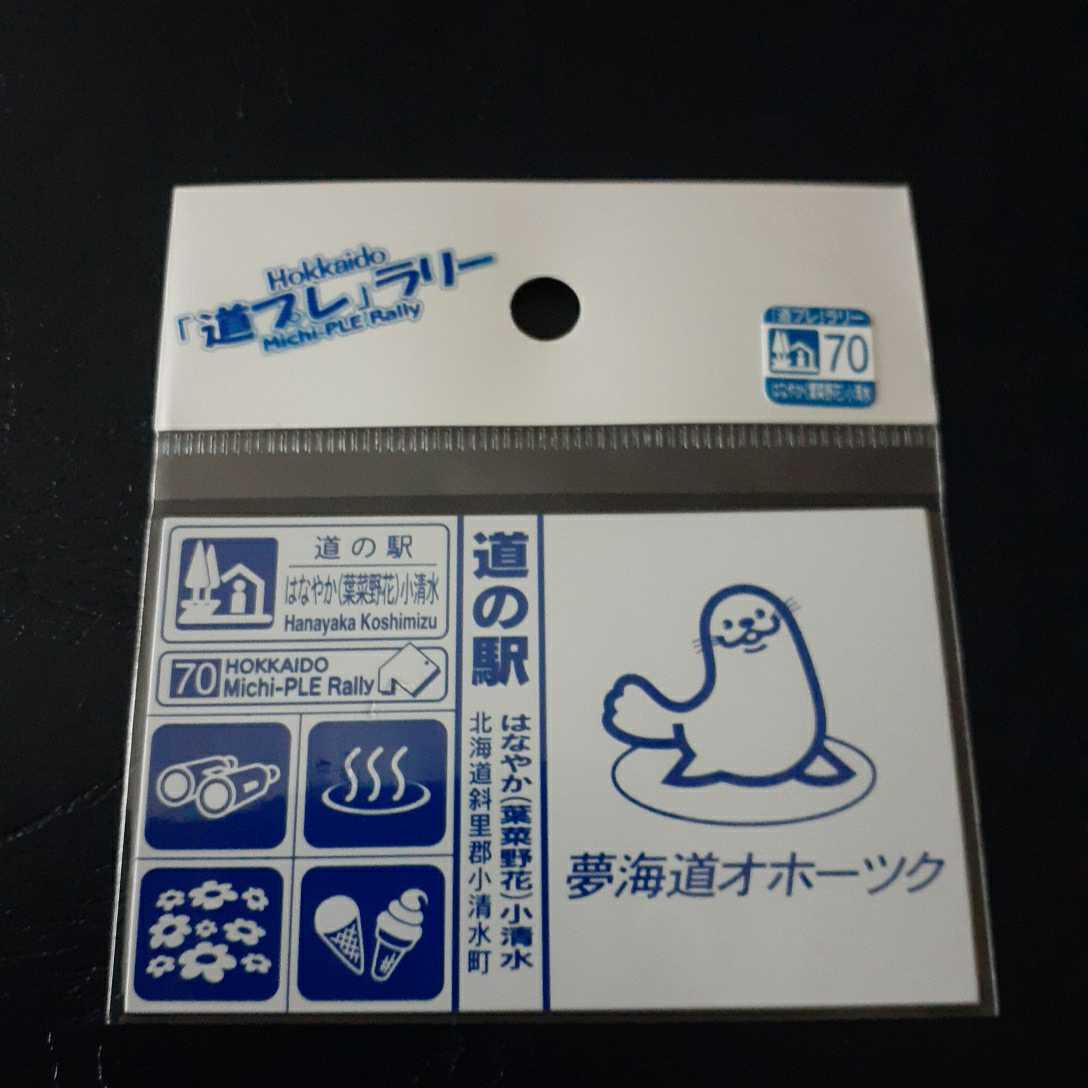 Hokkaido
「道プレ」ラリー
Michi-PLE Rally
「道プレ」ラリー
70
はなやか(葉菜野花)小清水
道の駅
はなやか(葉菜野花)小清水
Hanayaka Koshimizu
70 HOKKAIDO
Michi-PLE Rally
道の駅
はなやか(葉菜野花)小清水
北海道斜里郡小清水町
夢海道オホーツク